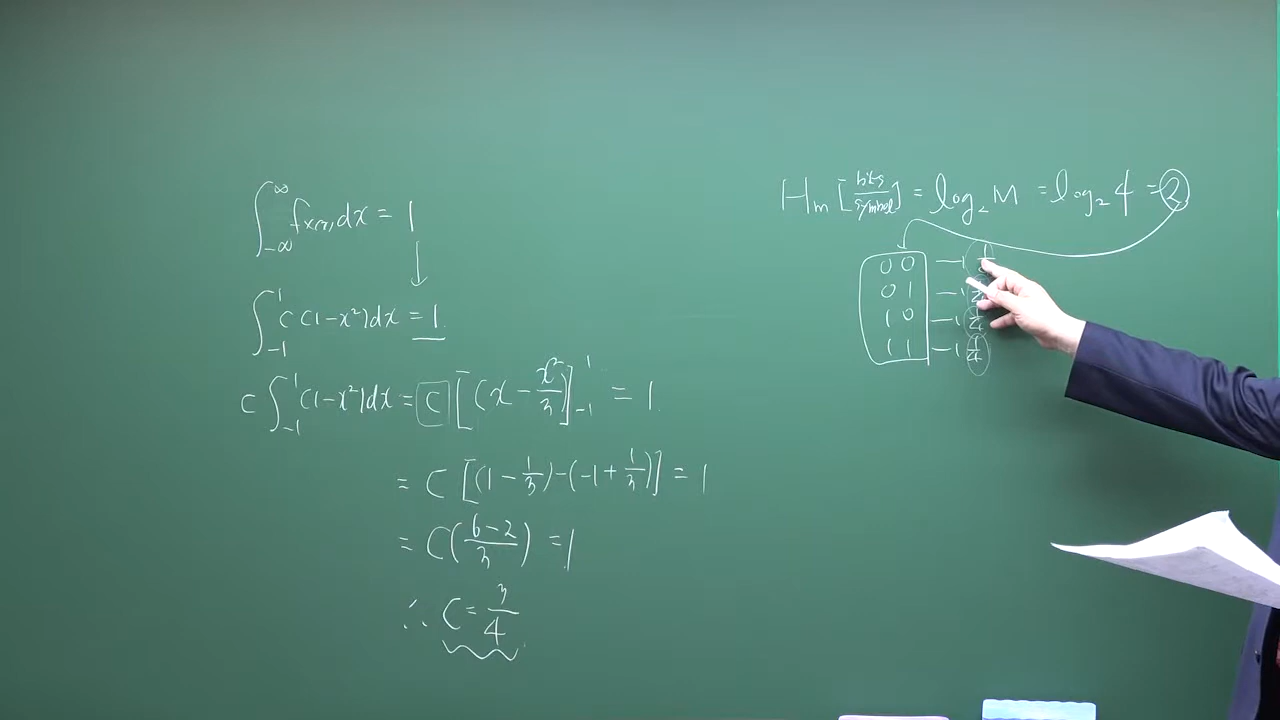 ∫_{-∞}^{∞} f_X(x) dx = 1
↓
∫_{-1}^{1} C(1-x²)dx = 1
C∫_{-1}^{1} (1-x²)dx = C[(x - x³/3)]_{-1}^{1} = 1
= C[(1 - 1/3) - (-1 + 1/3)] = 1
= C((6-2)/3) = 1
∴ C = 3/4
H_m [bits/symbol] = log₂ M = log₂ 4 = 2
0 0 —
0 1 —
1 0 — 1/4
1 1 — 1/4